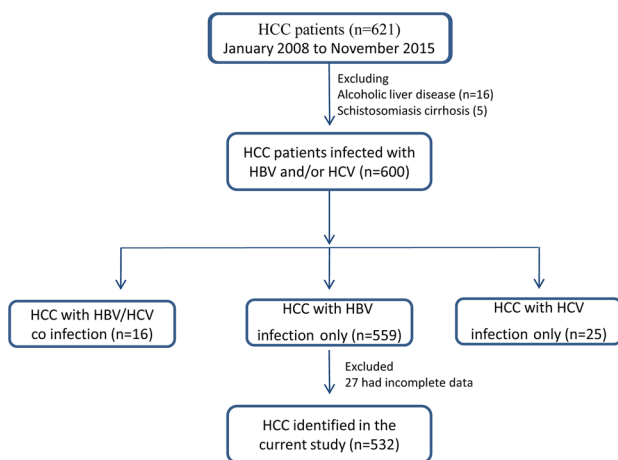 HCC patients (n=621)
January 2008 to November 2015
Excluding
Alcoholic liver disease (n=16)
Schistosomiasis cirrhosis (5)
HCC patients infected with
HBV and/or HCV (n=600)
HCC with HBV/HCV
co infection (n=16)
HCC with HBV
infection only (n=559)
HCC with HCV
infection only (n=25)
Excluded
27 had incomplete data
HCC identified in the
current study (n=532)